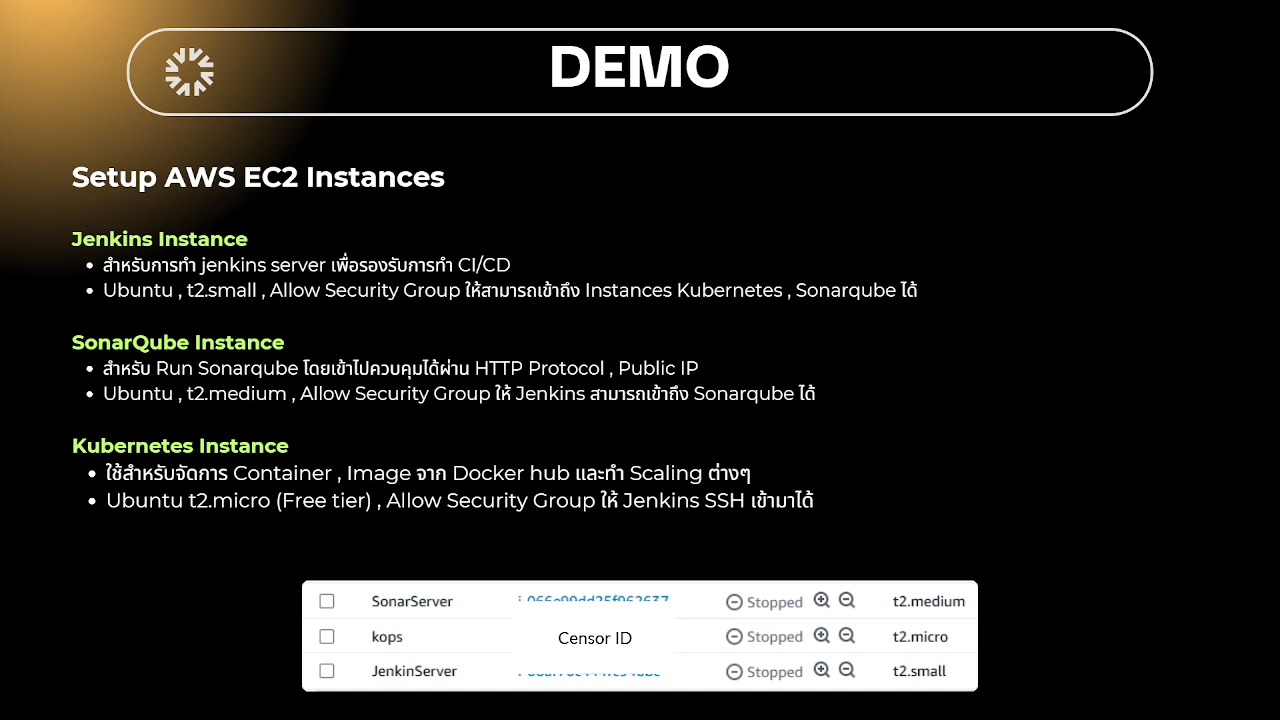 DEMO
Setup AWS EC2 Instances
Jenkins Instance
• สำหรับการทำ jenkins server เพื่อรองรับการทำ CI/CD
• Ubuntu , t2.small , Allow Security Group ให้สามารถเข้าถึง Instances Kubernetes , Sonarqube ได้
SonarQube Instance
• สำหรับ Run Sonarqube โดยเข้าไปควบคุมได้ผ่าน HTTP Protocol , Public IP
• Ubuntu , t2.medium , Allow Security Group ให้ Jenkins สามารถเข้าถึง Sonarqube ได้
Kubernetes Instance
• ใช้สำหรับจัดการ Container , Image จาก Docker hub และทำ Scaling ต่างๆ
• Ubuntu t2.micro (Free tier) , Allow Security Group ให้ Jenkins SSH เข้ามาได้
SonarServer Stopped t2.medium
kops Censor ID Stopped t2.micro
JenkinServer Stopped t2.small